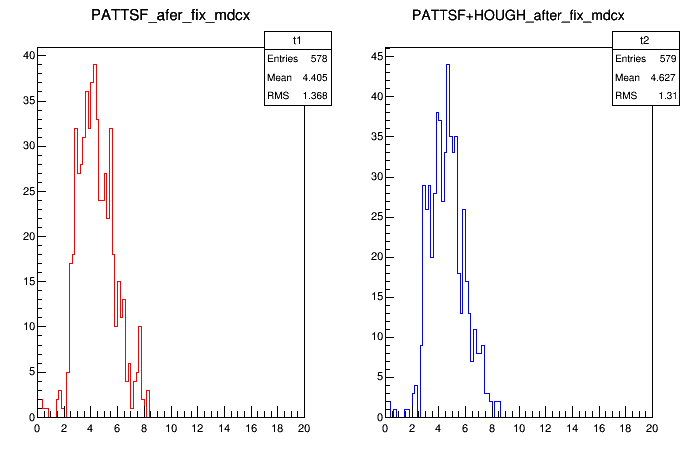 PATTSF_afer_fix_mdcx
t1
Entries 578
Mean 4.405
RMS 1.368
40
35
30
25
20
15
10
5
0
0 2 4 6 8 10 12 14 16 18 20
PATTSF+HOUGH_after_fix_mdcx
t2
Entries 579
Mean 4.627
RMS 1.31
45
40
35
30
25
20
15
10
5
0
0 2 4 6 8 10 12 14 16 18 20